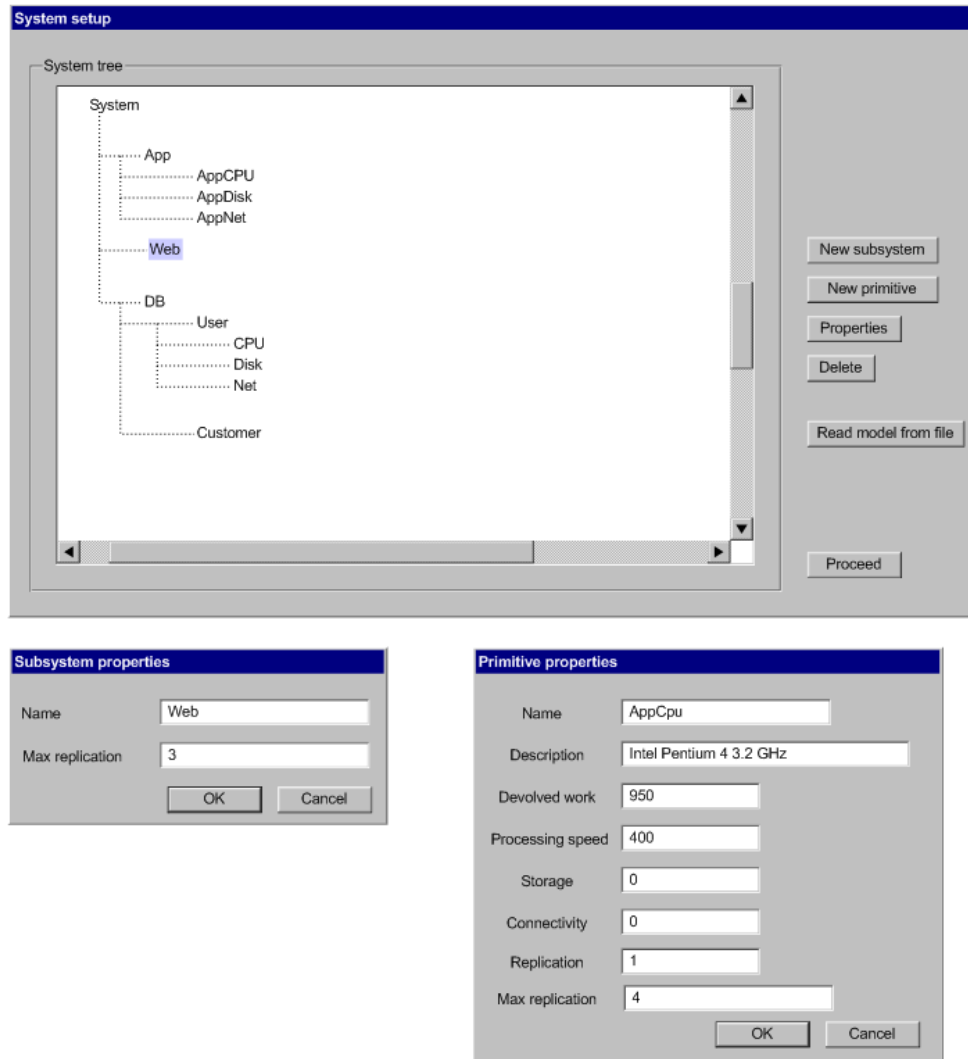 System setup
System tree
System
App
AppCPU
AppDisk
AppNet
Web
DB
User
CPU
Disk
Net
Customer
New subsystem
New primitive
Properties
Delete
Read model from file
Proceed
Subsystem properties
Name Web
Max replication 3
OK Cancel
Primitive properties
Name AppCpu
Description Intel Pentium 4 3.2 GHz
Devolved work 950
Processing speed 400
Storage 0
Connectivity 0
Replication 1
Max replication 4
OK Cancel